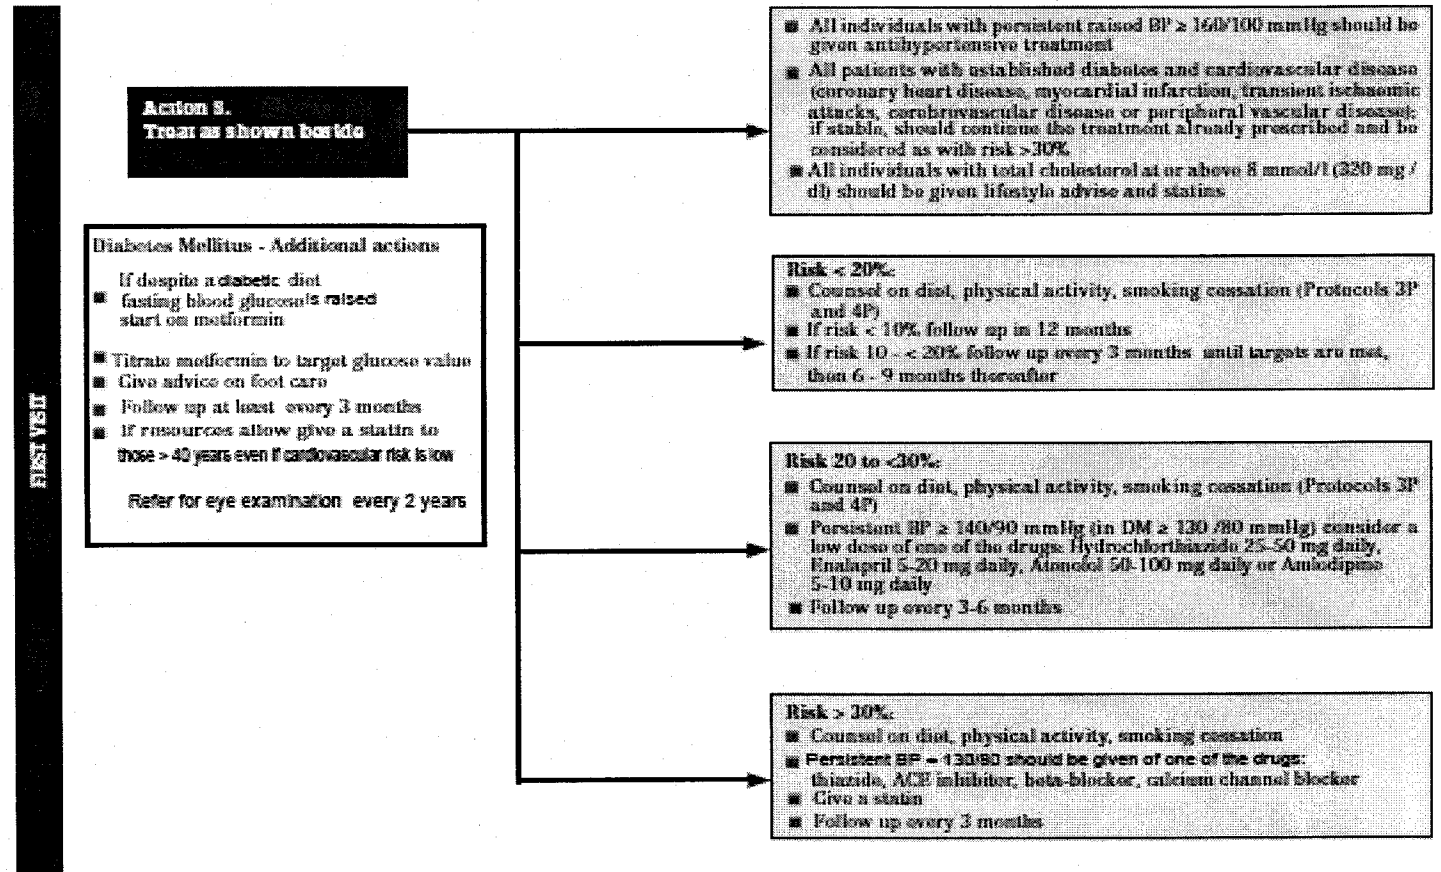 FIRST VISIT
Action 3.
Treat as shown beside
Diabetes Mellitus - Additional actions
If despite a diabetic diet
■ fasting blood glucose is raised
start on metformin
■ Titrate metformin to target glucose value
■ Give advice on foot care
■ Follow up at least every 3 months
■ If resources allow give a statin to
those > 40 years even if cardiovascular risk is low
Refer for eye examination every 2 years
■ All individuals with persistent raised BP ≥ 160/100 mmHg should be
given antihypertensive treatment
■ All patients with established diabetes and cardiovascular disease
(coronary heart disease, myocardial infarction, transient ischaemic
attacks, cerebrovascular disease or peripheral vascular disease);
if stable, should continue the treatment already prescribed and be
considered as with risk >30%
■ All individuals with total cholesterol at or above 8 mmol/l (320 mg /
dl) should be given lifestyle advise and statins
Risk < 20%:
■ Counsel on diet, physical activity, smoking cessation (Protocols 3P
and 4P)
■ If risk < 10% follow up in 12 months
■ If risk 10 - < 20% follow up every 3 months until targets are met,
then 6 - 9 months thereafter
Risk 20 to <30%:
■ Counsel on diet, physical activity, smoking cessation (Protocols 3P
and 4P)
■ Persistent BP ≥ 140/90 mmHg (in DM ≥ 130 /80 mmHg) consider a
low dose of one of the drugs: Hydrochlorthiazide 25-50 mg daily,
Enalapril 5-20 mg daily, Atenolol 50-100 mg daily or Amlodipine
5-10 mg daily
■ Follow up every 3-6 months
Risk > 30%:
■ Counsel on diet, physical activity, smoking cessation
■ Persistent BP 130/80 should be given of one of the drugs:
thiazide, ACE inhibitor, beta-blocker, calcium channel blocker
■ Give a statin
■ Follow up every 3 months